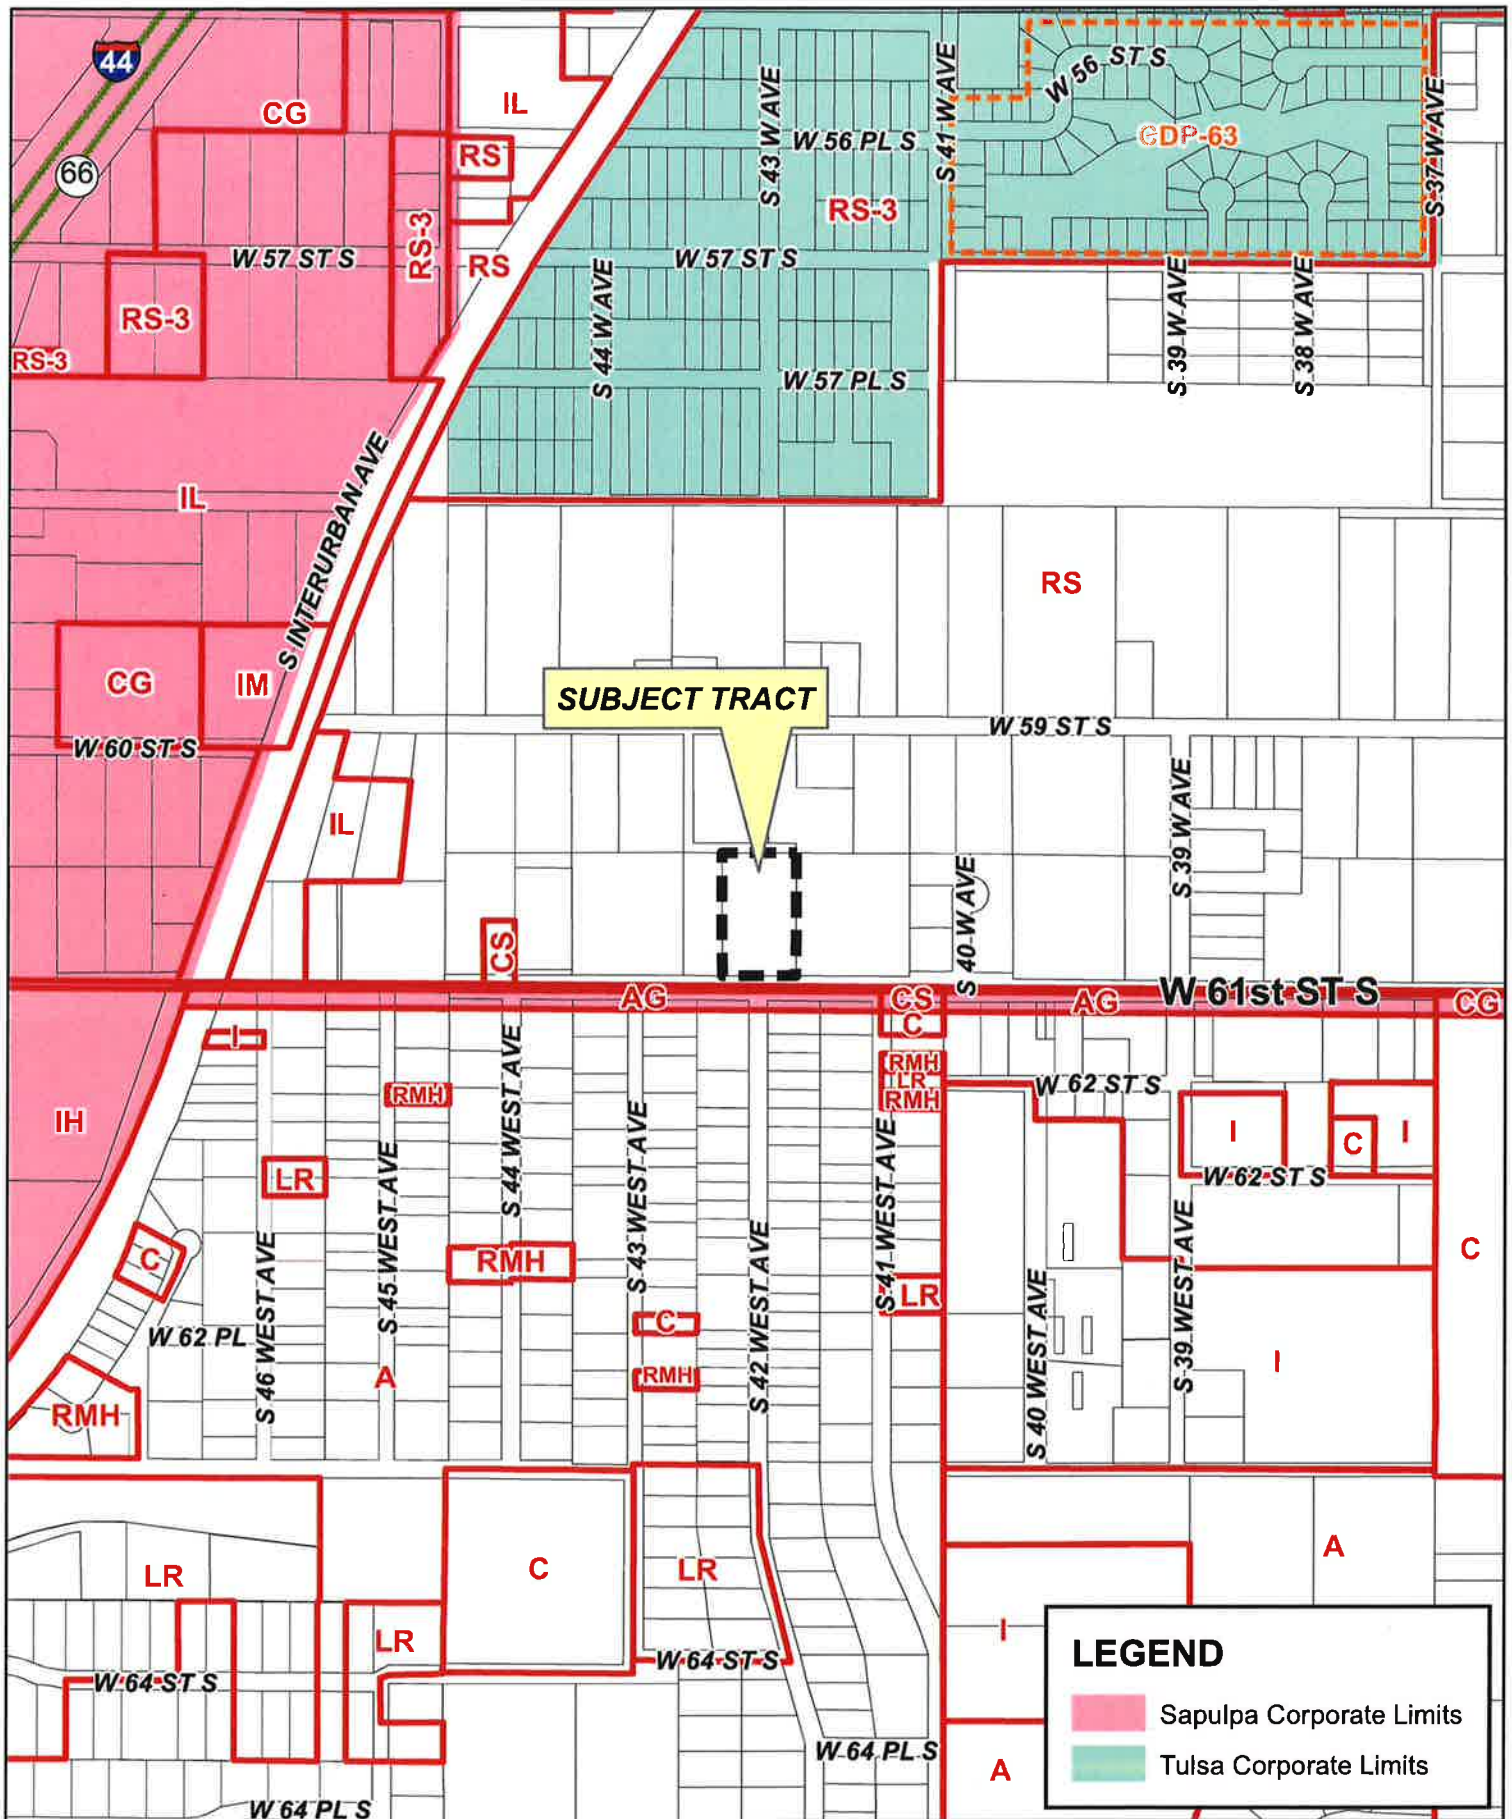 44
CG
IL
W 56 ST S
S 43 W AVE
S 41 W AVE
W 56 PL S
CDP-63
S 37 W AVE
66
RS
RS-3
RS-3
W 57 ST S
RS
W 57 ST S
S 44 W AVE
S 39 W AVE
S 38 W AVE
RS-3
RS-3
W 57 PL S
IL
S INTERURBAN AVE
RS
CG
IM
SUBJECT TRACT
W 59 ST S
W 60 ST S
IL
S 39 W AVE
S 40 W AVE
CS
AG
CS
AG
W 61st ST S
CG
C
I
RMH
LR
RMH
RMH
W 62 ST S
IH
S 44 WEST AVE
S 43 WEST AVE
S 41 WEST AVE
I
C
I
W 62 ST S
LR
S 45 WEST AVE
C
RMH
S 42 WEST AVE
S 46 WEST AVE
LR
S 40 WEST AVE
S 39 WEST AVE
C
W 62 PL
C
A
RMH
I
RMH
LR
C
LR
A
LR
I
W 64 ST S
W 64 ST S
W 64 PL S
A
W 64 PL S
LEGEND
Sapulpa Corporate Limits
Tulsa Corporate Limits